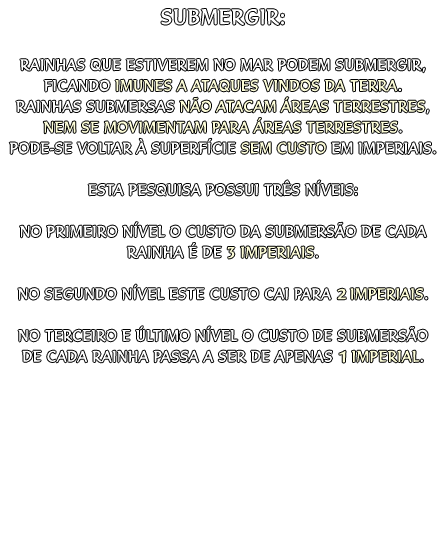 SUBMERGIR:
RAINHAS QUE ESTIVEREM NO MAR PODEM SUBMERGIR,
FICANDO IMUNES A ATAQUES VINDOS DA TERRA.
RAINHAS SUBMERSAS NÃO ATACAM ÁREAS TERRESTRES,
NEM SE MOVIMENTAM PARA ÁREAS TERRESTRES.
PODE-SE VOLTAR À SUPERFÍCIE SEM CUSTO EM IMPERIAIS.
ESTA PESQUISA POSSUI TRÊS NÍVEIS:
NO PRIMEIRO NÍVEL O CUSTO DA SUBMERSÃO DE CADA
RAINHA É DE 3 IMPERIAIS.
NO SEGUNDO NÍVEL ESTE CUSTO CAI PARA 2 IMPERIAIS.
NO TERCEIRO E ÚLTIMO NÍVEL O CUSTO DE SUBMERSÃO
DE CADA RAINHA PASSA A SER DE APENAS 1 IMPERIAL.